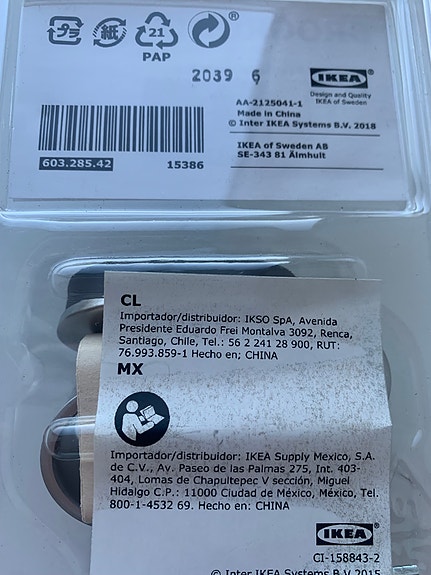 プラ 紙 21
PAP
2039 6
IKEA
Design and Quality
IKEA of Sweden
AA-2125041-1
Made in China
© Inter IKEA Systems B.V. 2018
603.285.42 15386
IKEA of Sweden AB
SE-343 81 Älmhult
CL
Importador/distribuidor: IKSO SpA, Avenida
Presidente Eduardo Frei Montalva 3092, Renca,
Santiago, Chile, Tel.: 56 2 241 28 900, RUT:
76.993.859-1 Hecho en; CHINA
MX
Importador/distribuidor: IKEA Supply Mexico, S.A.
de C.V., Av. Paseo de las Palmas 275, Int. 403-
404, Lomas de Chapultepec V sección, Miguel
Hidalgo C.P.: 11000 Ciudad de México, México, Tel.
800-1-4532 69. Hecho en: CHINA
IKEA
CI-158843-2
© Inter IKEA Systems B.V. 2015